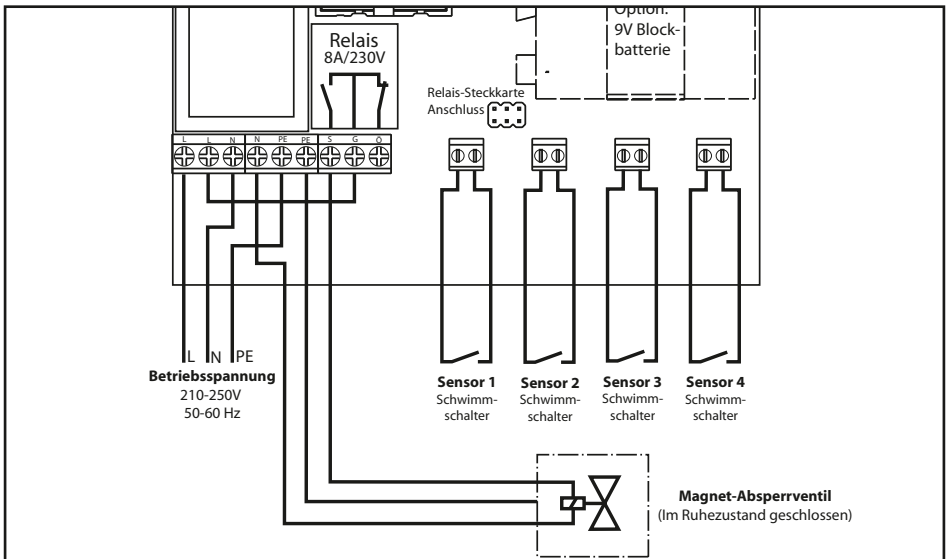 Option:
9V Block-
batterie
Relais
8A/230V
Relais-Steckkarte
Anschluss
L L N N PE PE S G Ö
L N PE
Betriebsspannung
210-250V
50-60 Hz
Sensor 1
Schwimm-
schalter
Sensor 2
Schwimm-
schalter
Sensor 3
Schwimm-
schalter
Sensor 4
Schwimm-
schalter
Magnet-Absperrventil
(Im Ruhezustand geschlossen)